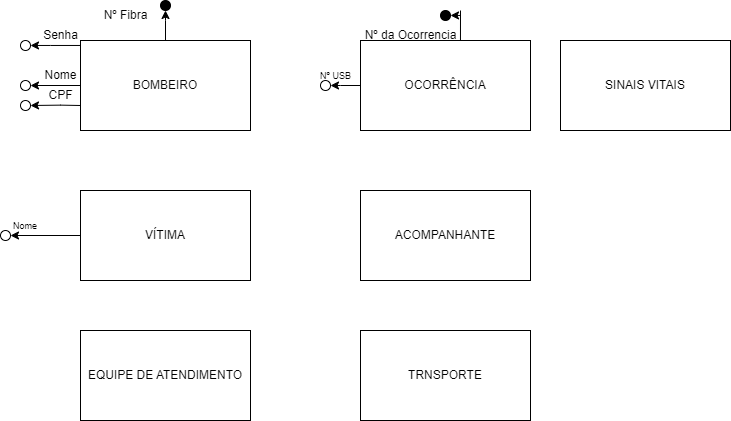 Nº Fibra
Senha
Nome
CPF
BOMBEIRO
Nº da Ocorrencia
Nº USB
OCORRÊNCIA
SINAIS VITAIS
Nome
VÍTIMA
ACOMPANHANTE
EQUIPE DE ATENDIMENTO
TRNSPORTE